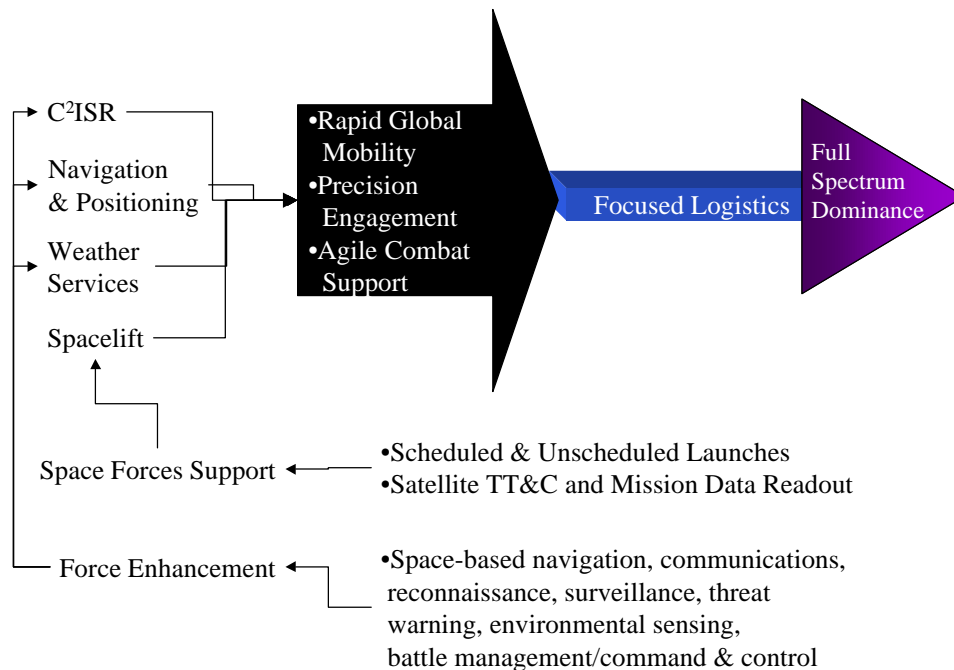 C²ISR
Navigation
& Positioning
Weather
Services
Spacelift
•Rapid Global
Mobility
•Precision
Engagement
•Agile Combat
Support
Focused Logistics
Full
Spectrum
Dominance
Space Forces Support
•Scheduled & Unscheduled Launches
•Satellite TT&C and Mission Data Readout
Force Enhancement
•Space-based navigation, communications,
reconnaissance, surveillance, threat
warning, environmental sensing,
battle management/command & control